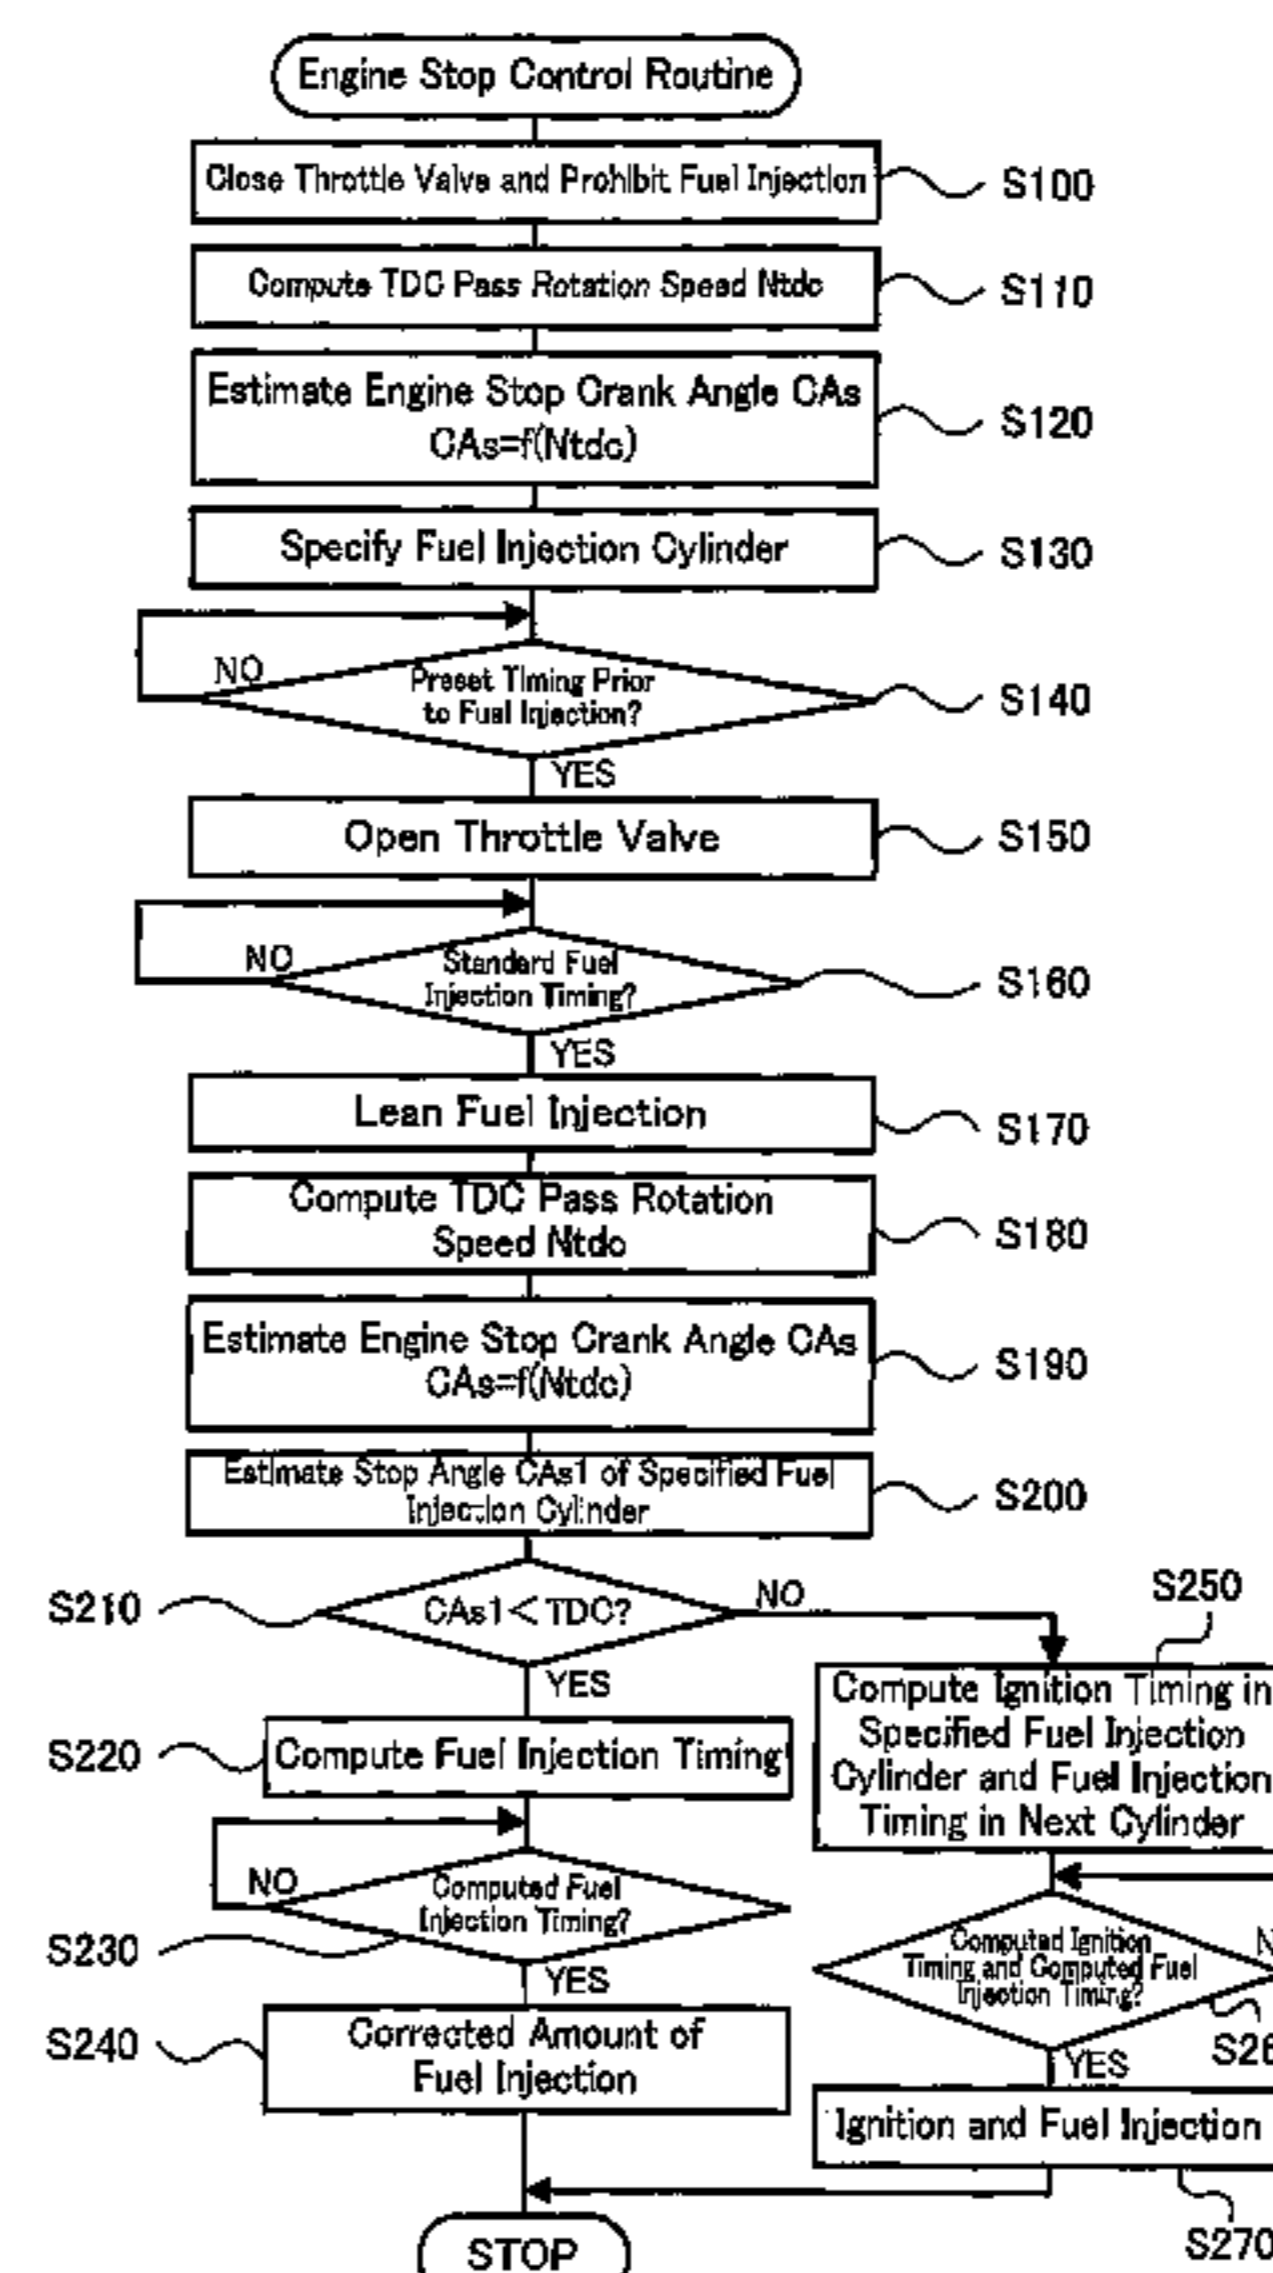 Engine Stop Control Routine
Close Throttle Valve and Prohibit Fuel Injection
S100
Compute TDC Pass Rotation Speed Ntdc
S110
Estimate Engine Stop Crank Angle CAs
CAs=f(Ntdc)
S120
Specify Fuel Injection Cylinder
S130
NO
Preset Timing Prior
to Fuel Injection?
S140
YES
Open Throttle Valve
S150
NO
Standard Fuel
Injection Timing?
S160
YES
Lean Fuel Injection
S170
Compute TDC Pass Rotation
Speed Ntdc
S180
Estimate Engine Stop Crank Angle CAs
CAs=f(Ntdc)
S190
Estimate Stop Angle CAs1 of Specified Fuel
Injection Cylinder
S200
S210
CAs1<TDC?
NO
YES
S250
Compute Ignition Timing in
Specified Fuel Injection
Cylinder and Fuel Injection
Timing in Next Cylinder
S220
Compute Fuel Injection Timing
NO
Computed Fuel
Injection Timing?
S230
YES
Computed Ignition
Timing and Computed Fuel
Injection Timing?
YES
S240
Corrected Amount of
Fuel Injection
Ignition and Fuel Injection
S270
STOP